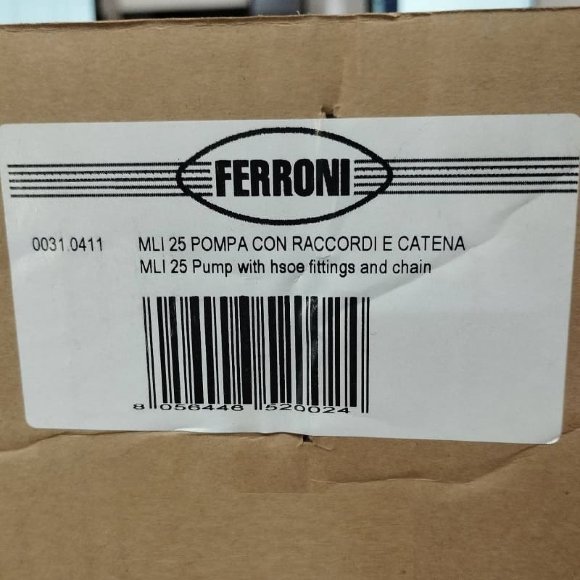 FERRONI
0031.0411 MLI 25 POMPA CON RACCORDI E CATENA
MLI 25 Pump with hsoe fittings and chain
8 056446 520024